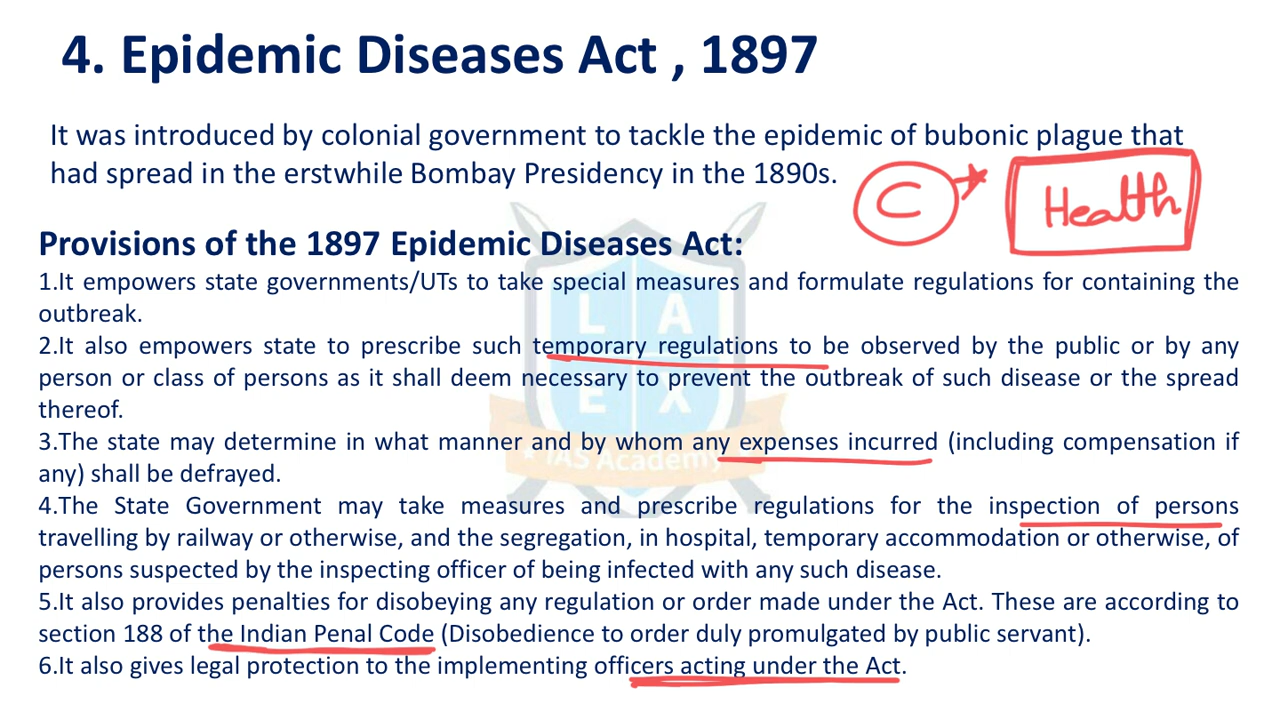 4. Epidemic Diseases Act , 1897
It was introduced by colonial government to tackle the epidemic of bubonic plague that
had spread in the erstwhile Bombay Presidency in the 1890s.
C
Health
Provisions of the 1897 Epidemic Diseases Act:
1.It empowers state governments/UTs to take special measures and formulate regulations for containing the
outbreak.
2.It also empowers state to prescribe such temporary regulations to be observed by the public or by any
person or class of persons as it shall deem necessary to prevent the outbreak of such disease or the spread
thereof.
3.The state may determine in what manner and by whom any expenses incurred (including compensation if
any) shall be defrayed.
4.The State Government may take measures and prescribe regulations for the inspection of persons
travelling by railway or otherwise, and the segregation, in hospital, temporary accommodation or otherwise, of
persons suspected by the inspecting officer of being infected with any such disease.
5.It also provides penalties for disobeying any regulation or order made under the Act. These are according to
section 188 of the Indian Penal Code (Disobedience to order duly promulgated by public servant).
6.It also gives legal protection to the implementing officers acting under the Act.
L A
E X
IAS Academy